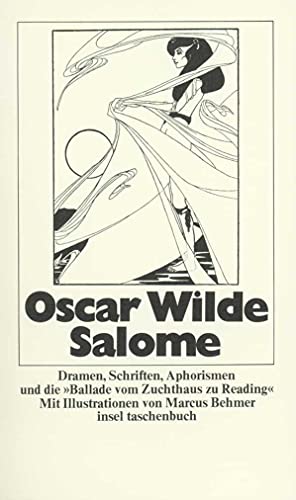 Oscar Wilde
Salome
Dramen, Schriften, Aphorismen
und die »Ballade vom Zuchthaus zu Reading«
Mit Illustrationen von Marcus Behmer
insel taschenbuch